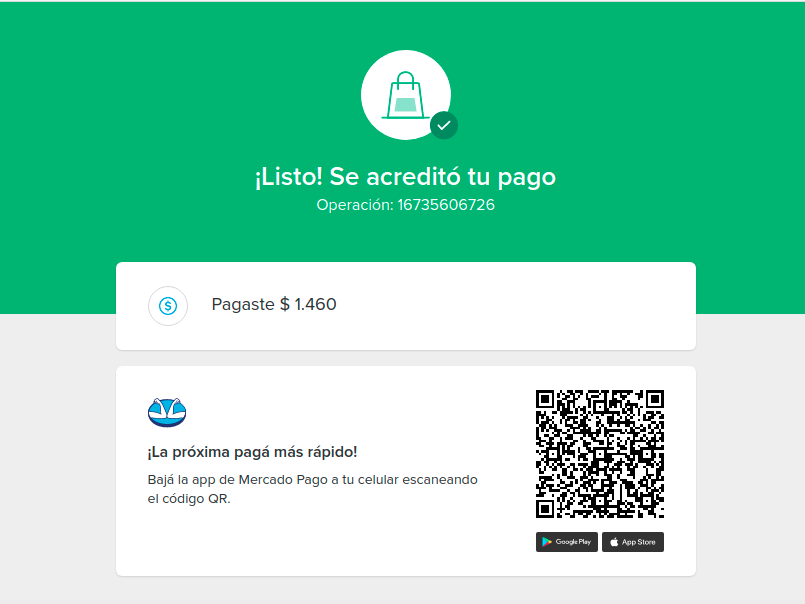 ¡Listo! Se acreditó tu pago
Operación: 16735606726
Pagaste $ 1.460
¡La próxima pagá más rápido!
Bajá la app de Mercado Pago a tu celular escaneando
el código QR.
Google Play
App Store